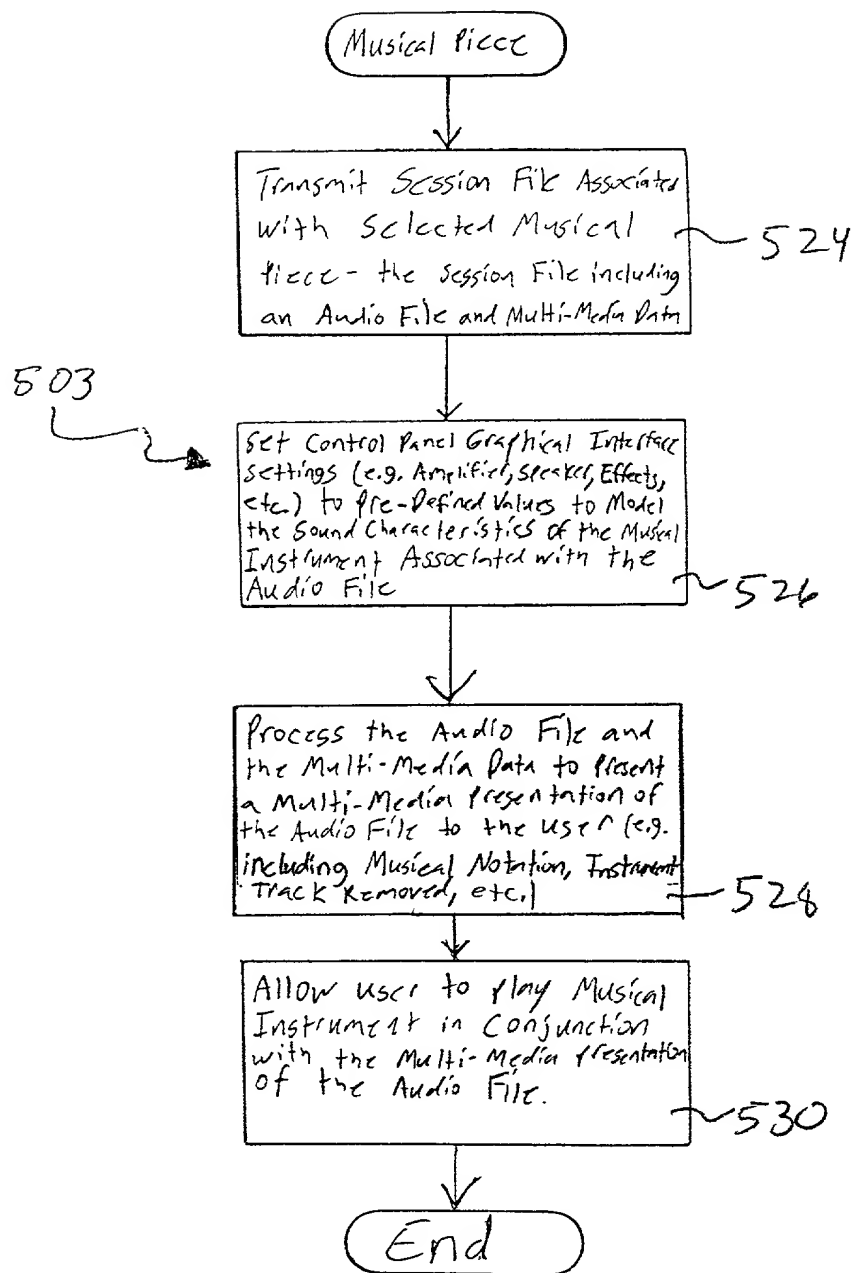 Musical Piece
Transmit Session File Associated
with Selected Musical
Piece - the Session File including
an Audio File and Multi-Media Data
524
503
Set Control Panel Graphical Interface
Settings (e.g. Amplifier, Speaker, Effects,
etc.) to Pre-Defined Values to Model
the Sound Characteristics of the Musical
Instrument Associated with the
Audio File
526
Process the Audio File and
the Multi-Media Data to Present
a Multi-Media Presentation of
the Audio File to the user (e.g.
including Musical Notation, Instrument
Track Removed, etc.)
528
Allow user to play Musical
Instrument in Conjunction
with the Multi-Media presentation
of the Audio File.
530
End